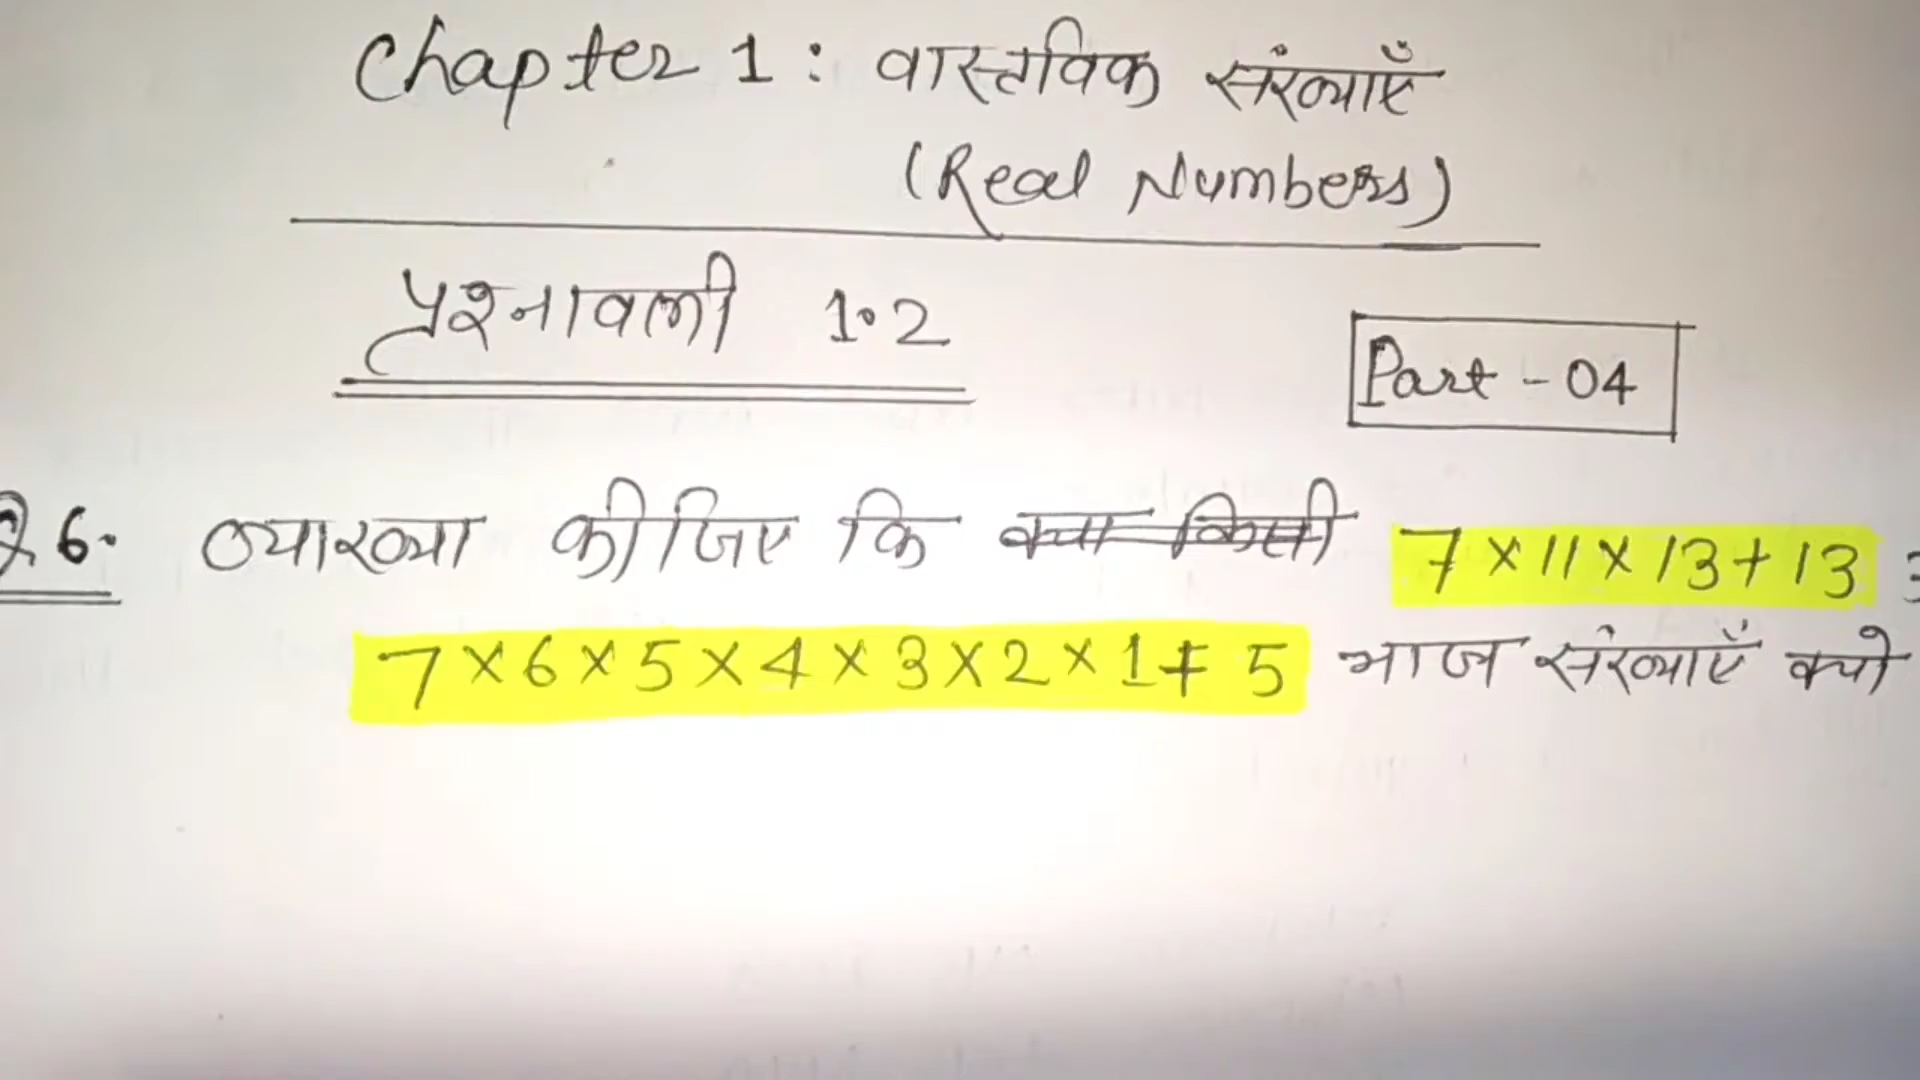 Chapter 1: वास्तविक संख्याएँ
(Real Numbers)
प्रश्नावली 1.2
Part - 04
6. व्याख्या कीजिए कि क्या किसी 7 × 11 × 13 + 13
7 × 6 × 5 × 4 × 3 × 2 × 1 + 5 भाज्य संख्याएँ क्यो